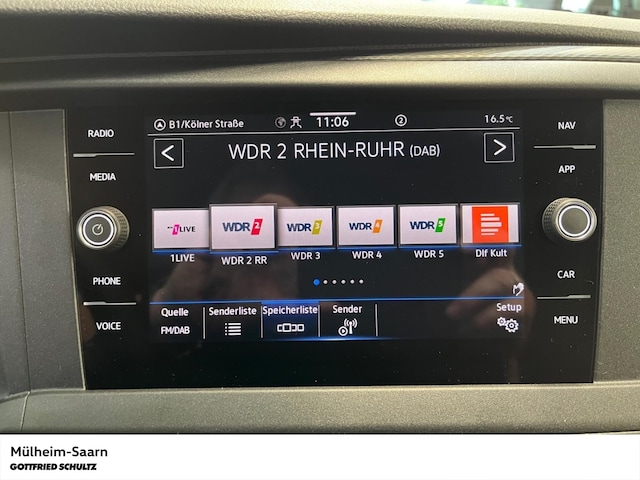 RADIO
MEDIA
PHONE
VOICE
B1/Kölner Straße
11:06
2
16.5°C
WDR 2 RHEIN-RUHR (DAB)
1LIVE WDR 2 WDR 3 WDR 4 WDR 5
1LIVE WDR 2 RR WDR 3 WDR 4 WDR 5 Dlf Kult
Quelle Senderliste Speicherliste Sender Setup
FM/DAB
NAV
APP
CAR
MENU
Mülheim-Saarn
GOTTFRIED SCHULTZ